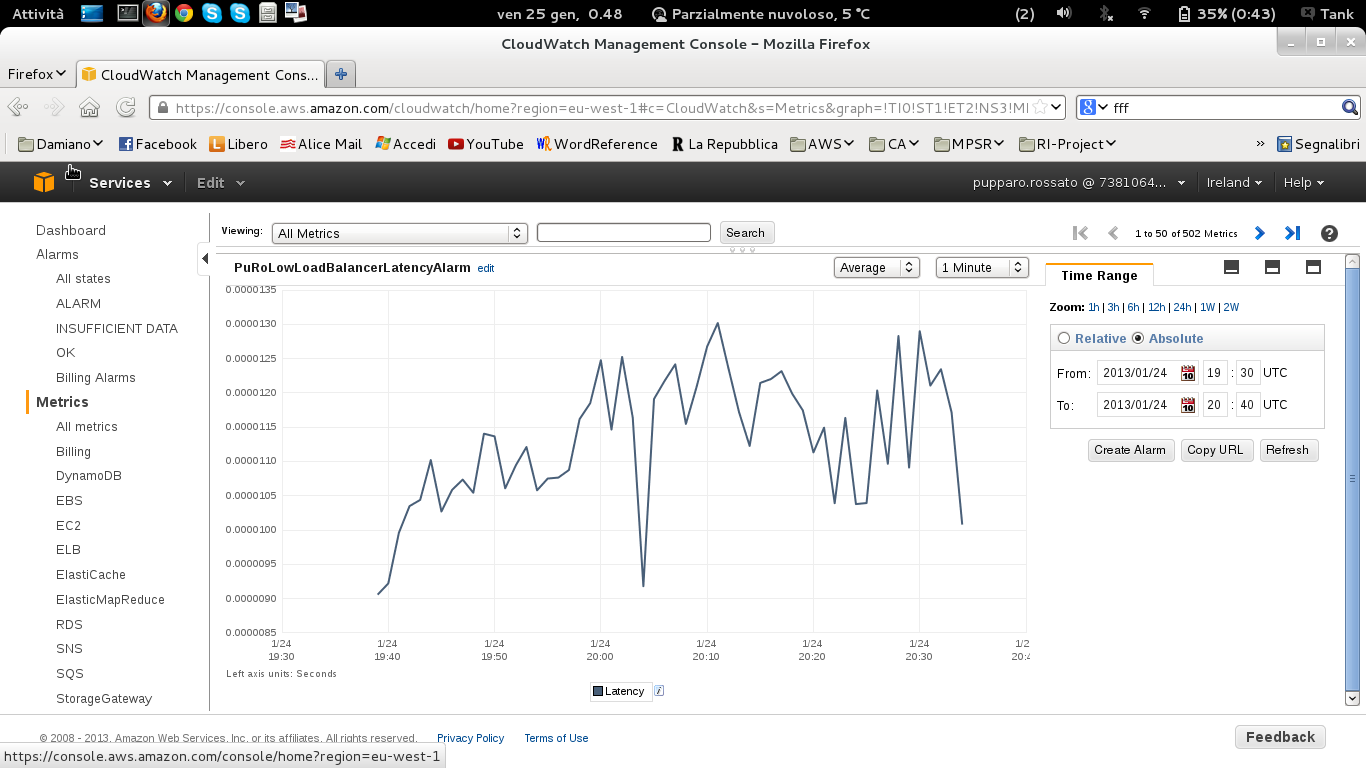 Attività ven 25 gen, 0.48 Parzialmente nuvoloso, 5 °C (2) 35% (0:43) Tank
CloudWatch Management Console – Mozilla Firefox
Firefox CloudWatch Management Cons...
https://console.aws.amazon.com/cloudwatch/home?region=eu-west-1#c=CloudWatch&s=Metrics&graph=!TI0!ST1!ET2!NS3!MI fff
Damiano Facebook Libero Alice Mail Accedi YouTube WordReference La Repubblica AWS CA MPSR RI-Project » Segnalibri
Services Edit pupparo.rossato @ 7381064... Ireland Help
Dashboard
Alarms
All states
ALARM
INSUFFICIENT DATA
OK
Billing Alarms
Metrics
All metrics
Billing
DynamoDB
EBS
EC2
ELB
ElastiCache
ElasticMapReduce
RDS
SNS
SQS
StorageGateway
Viewing: All Metrics Search 1 to 50 of 502 Metrics ?
PuRoLowLoadBalancerLatencyAlarm edit Average 1 Minute
0.0000135
0.0000130
0.0000125
0.0000120
0.0000115
0.0000110
0.0000105
0.0000100
0.0000095
0.0000090
0.0000085
1/24 1/24 1/24 1/24 1/24 1/24 1/24 1/2
19:30 19:40 19:50 20:00 20:10 20:20 20:30 20:4
Left axis units: Seconds
Latency i
Time Range
Zoom: 1h | 3h | 6h | 12h | 24h | 1W | 2W
Relative Absolute
From: 2013/01/24 10 19 : 30 UTC
To: 2013/01/24 10 20 : 40 UTC
Create Alarm Copy URL Refresh
© 2008 - 2013, Amazon Web Services, Inc. or its affiliates. All rights reserved. Privacy Policy Terms of Use Feedback
https://console.aws.amazon.com/console/home?region=eu-west-1